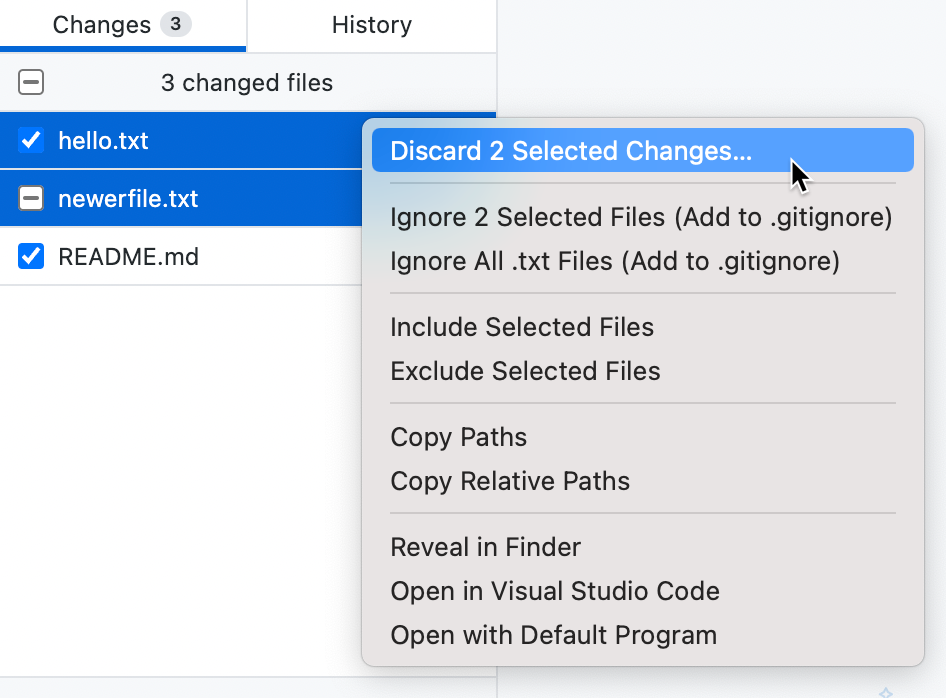 Changes 3 History
3 changed files
hello.txt
newerfile.txt
README.md
Discard 2 Selected Changes...
Ignore 2 Selected Files (Add to .gitignore)
Ignore All .txt Files (Add to .gitignore)
Include Selected Files
Exclude Selected Files
Copy Paths
Copy Relative Paths
Reveal in Finder
Open in Visual Studio Code
Open with Default Program